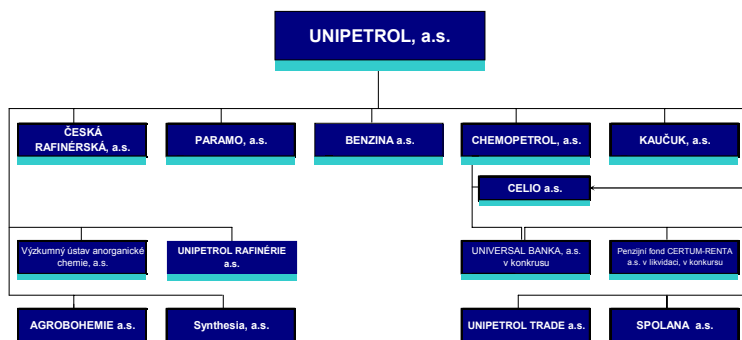 UNIPETROL, a.s.
ČESKÁ
RAFINÉRSKÁ, a.s.
PARAMO, a.s.
BENZINA a.s.
CHEMOPETROL, a.s.
KAUČUK, a.s.
CELIO a.s.
Výzkumný ústav anorganické
chemie, a.s.
UNIPETROL RAFINÉRIE
a.s.
UNIVERSAL BANKA, a.s.
v konkrusu
Penzijní fond CERTUM-RENTA
a.s. v likvidaci, v konkursu
AGROBOHEMIE a.s.
Synthesia, a.s.
UNIPETROL TRADE a.s.
SPOLANA a.s.